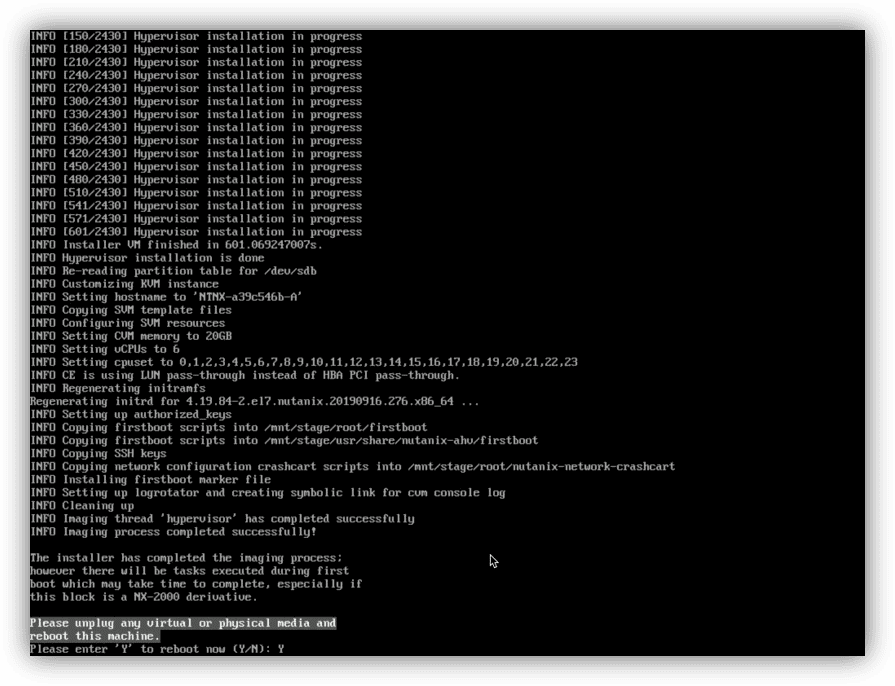 INFO [150/2430] Hypervisor installation in progress
INFO [180/2430] Hypervisor installation in progress
INFO [210/2430] Hypervisor installation in progress
INFO [240/2430] Hypervisor installation in progress
INFO [270/2430] Hypervisor installation in progress
INFO [300/2430] Hypervisor installation in progress
INFO [330/2430] Hypervisor installation in progress
INFO [360/2430] Hypervisor installation in progress
INFO [390/2430] Hypervisor installation in progress
INFO [420/2430] Hypervisor installation in progress
INFO [450/2430] Hypervisor installation in progress
INFO [480/2430] Hypervisor installation in progress
INFO [510/2430] Hypervisor installation in progress
INFO [541/2430] Hypervisor installation in progress
INFO [571/2430] Hypervisor installation in progress
INFO [601/2430] Hypervisor installation in progress
INFO Installer VM finished in 601.069247007s.
INFO Hypervisor installation is done
INFO Re-reading partition table for /dev/sdb
INFO Customizing KVM instance
INFO Setting hostname to 'NTNX-a39c546b-A'
INFO Copying SVM template files
INFO Configuring SVM resources
INFO Setting CVM memory to 20GB
INFO Setting vCPUs to 6
INFO Setting cpuset to 0,1,2,3,4,5,6,7,8,9,10,11,12,13,14,15,16,17,18,19,20,21,22,23
INFO CE is using LUN pass-through instead of HBA PCI pass-through.
INFO Regenerating initramfs
Regenerating initrd for 4.19.84-2.el7.nutanix.20190916.276.x86_64 ...
INFO Setting up authorized_keys
INFO Copying firstboot scripts into /mnt/stage/root/firstboot
INFO Copying firstboot scripts into /mnt/stage/usr/share/nutanix-ahv/firstboot
INFO Copying SSH keys
INFO Copying network configuration crashcart scripts into /mnt/stage/root/nutanix-network-crashcart
INFO Installing firstboot marker file
INFO Setting up logrotator and creating symbolic link for cvm console log
INFO Cleaning up
INFO Imaging thread 'hypervisor' has completed successfully
INFO Imaging process completed successfully!
The installer has completed the imaging process;
however there will be tasks executed during first
boot which may take time to complete, especially if
this block is a NX-2000 derivative.
Please unplug any virtual or physical media and
reboot this machine.
Please enter 'Y' to reboot now (Y/N): Y